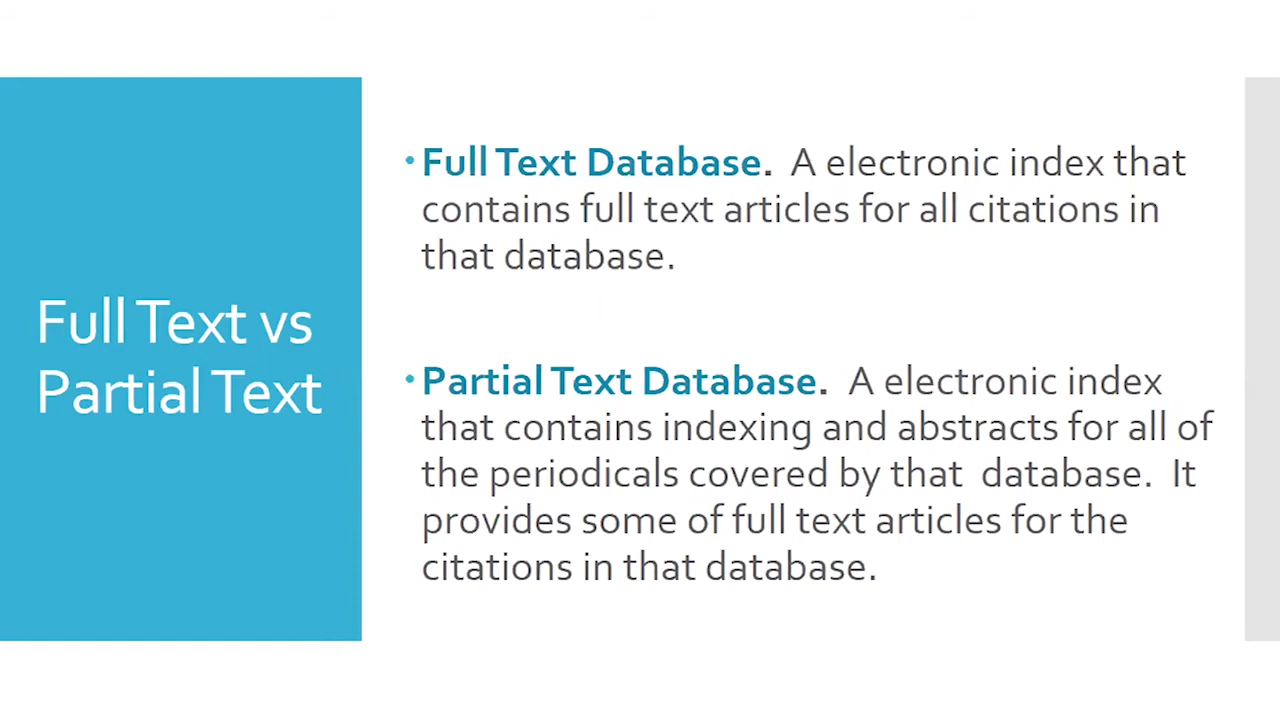 Full Text vs
Partial Text
• Full Text Database. A electronic index that
contains full text articles for all citations in
that database.
• Partial Text Database. A electronic index
that contains indexing and abstracts for all of
the periodicals covered by that database. It
provides some of full text articles for the
citations in that database.